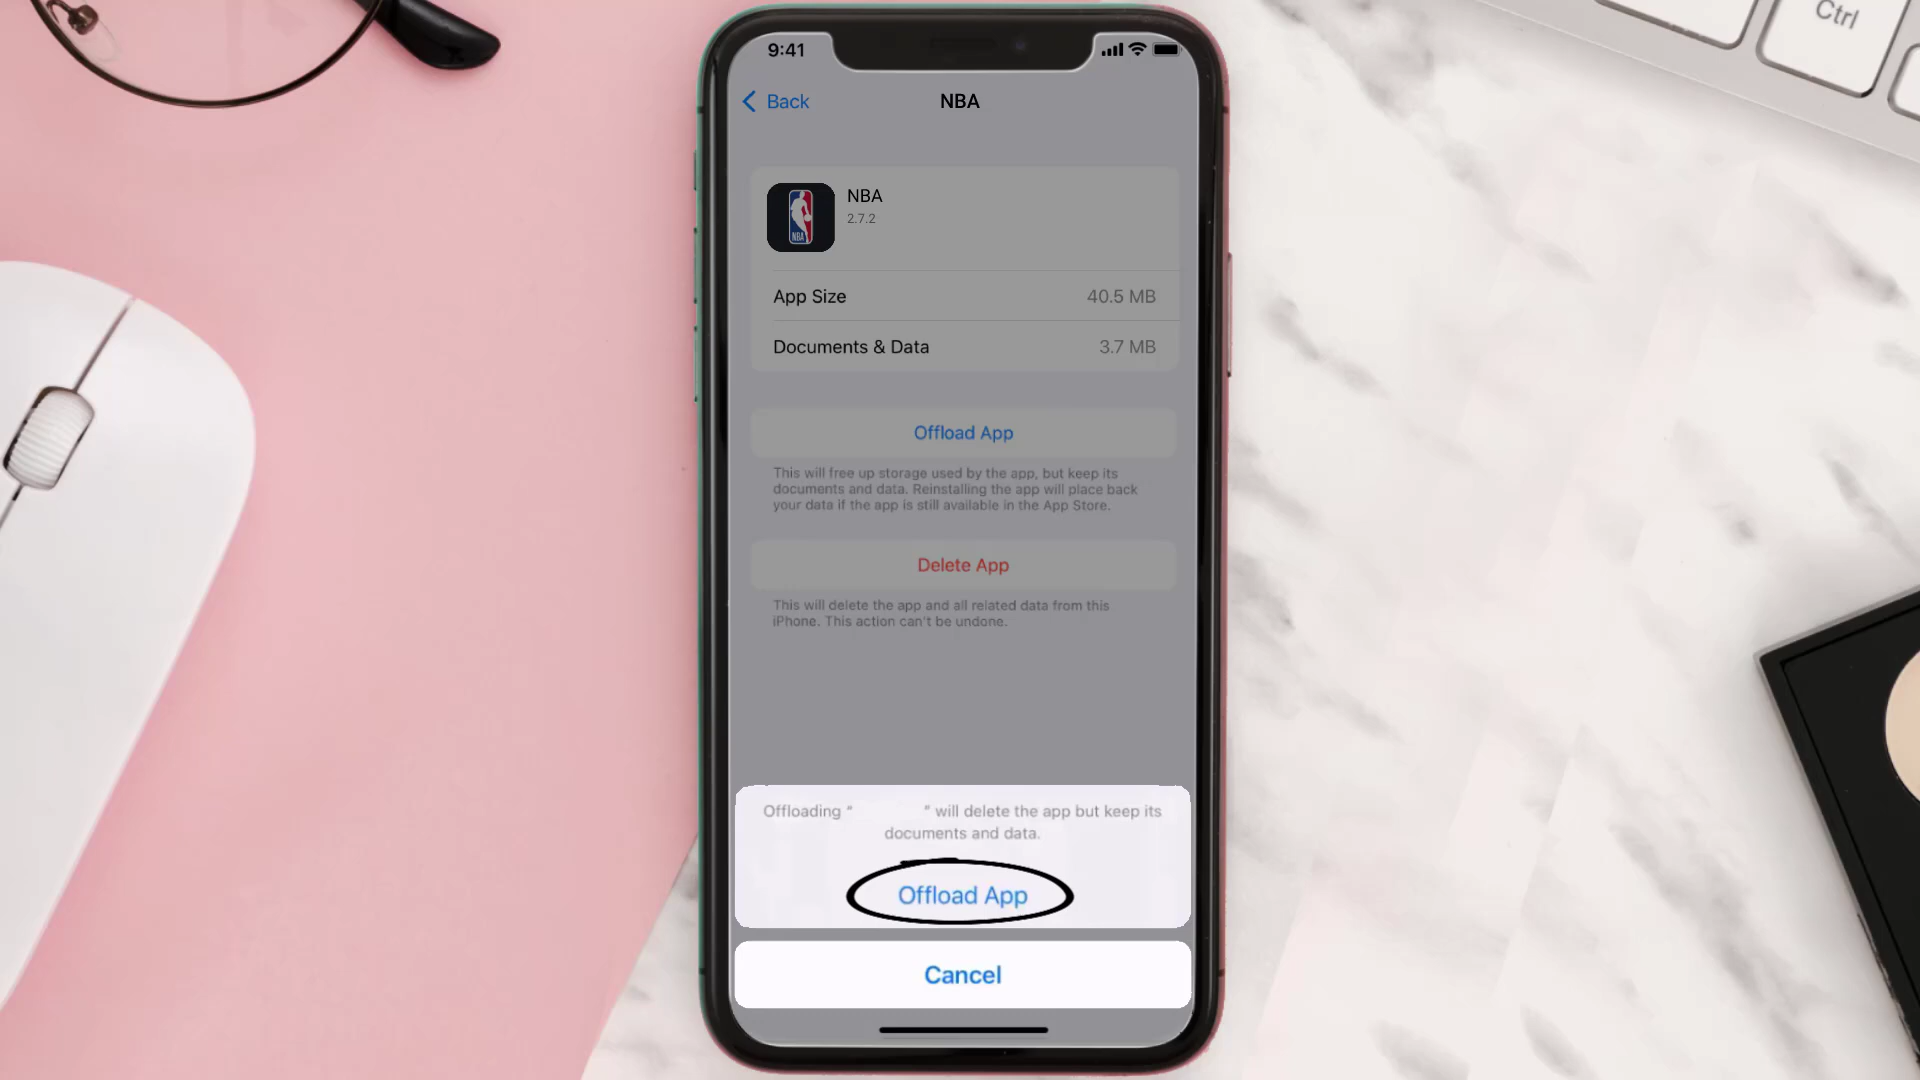 Ctrl
9:41
Back
NBA
NBA
2.7.2
NBA
App Size 40.5 MB
Documents & Data 3.7 MB
Offload App
This will free up storage used by the app, but keep its
documents and data. Reinstalling the app will place back
your data if the app is still available in the App Store.
Delete App
This will delete the app and all related data from this
iPhone. This action can't be undone.
Offloading “ ” will delete the app but keep its
documents and data.
Offload App
Cancel